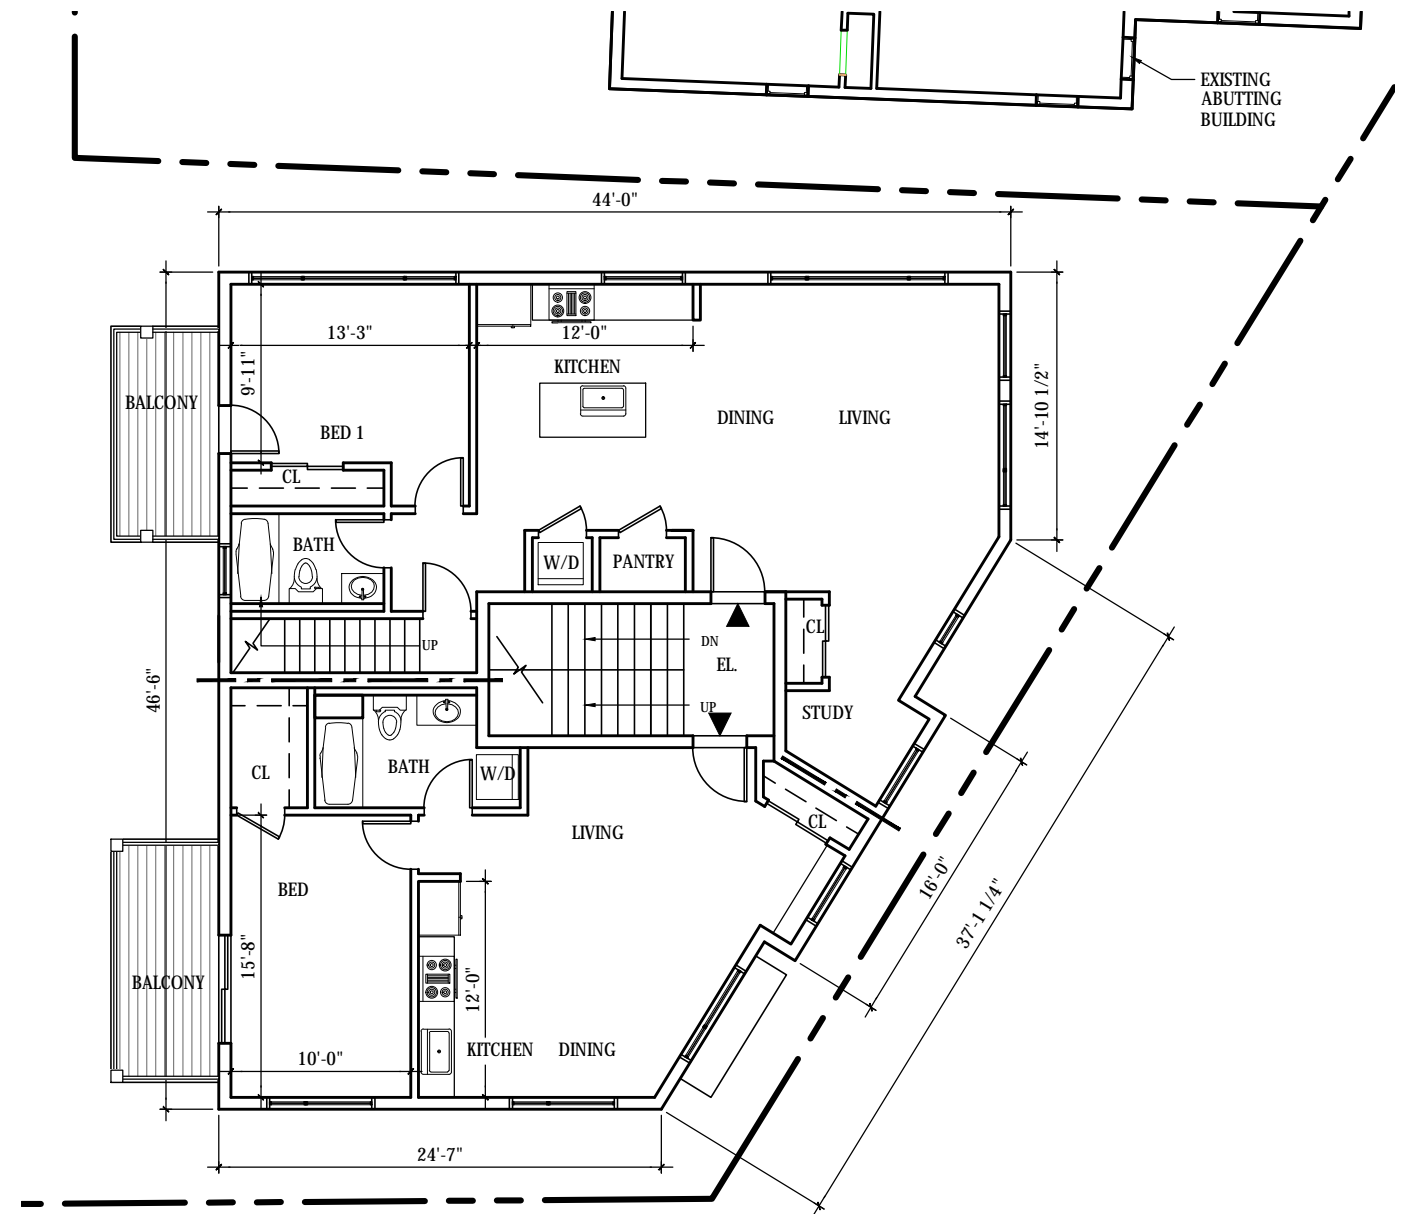 EXISTING
ABUTTING
BUILDING
44'-0"
13'-3"
12'-0"
9'-11"
KITCHEN
14'-10 1/2"
BALCONY
BED 1
DINING
LIVING
CL
BATH
W/D
PANTRY
CL
UP
DN
EL.
46'-6"
UP
STUDY
CL
BATH
W/D
CL
LIVING
BED
16'-0"
37'-1 1/4"
15'-8"
BALCONY
12'-0"
10'-0"
KITCHEN
DINING
24'-7"